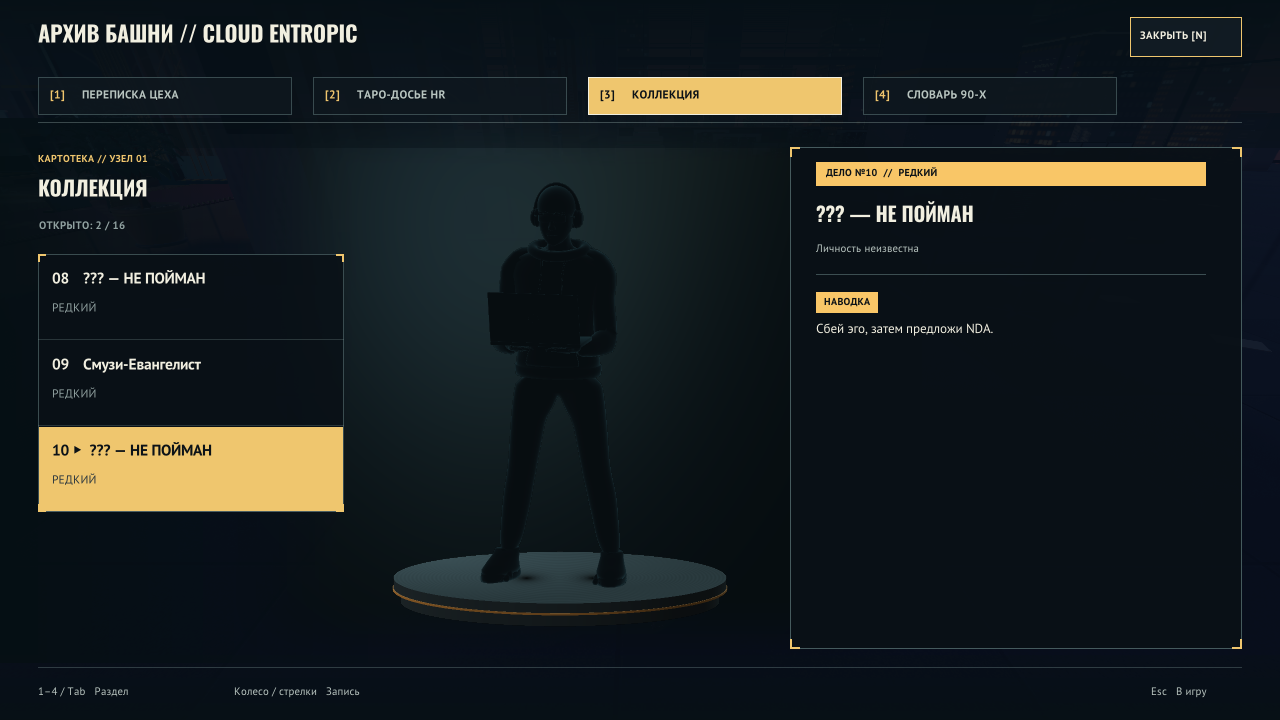 АРХИВ БАШНИ // CLOUD ENTROPIC
ЗАКРЫТЬ [N]
[1] ПЕРЕПИСКА ЦЕХА
[2] ТАРО-ДОСЬЕ HR
[3] КОЛЛЕКЦИЯ
[4] СЛОВАРЬ 90-Х
КАРТОТЕКА // УЗЕЛ 01
КОЛЛЕКЦИЯ
ОТКРЫТО: 2 / 16
08 ??? — НЕ ПОЙМАН
РЕДКИЙ
09 Смузи-Евангелист
РЕДКИЙ
10 ▶ ??? — НЕ ПОЙМАН
РЕДКИЙ
ДЕЛО №10 // РЕДКИЙ
??? — НЕ ПОЙМАН
Личность неизвестна
НАВОДКА
Сбей эго, затем предложи NDA.
1–4 / Tab Раздел
Колесо / стрелки Запись
Esc В игру